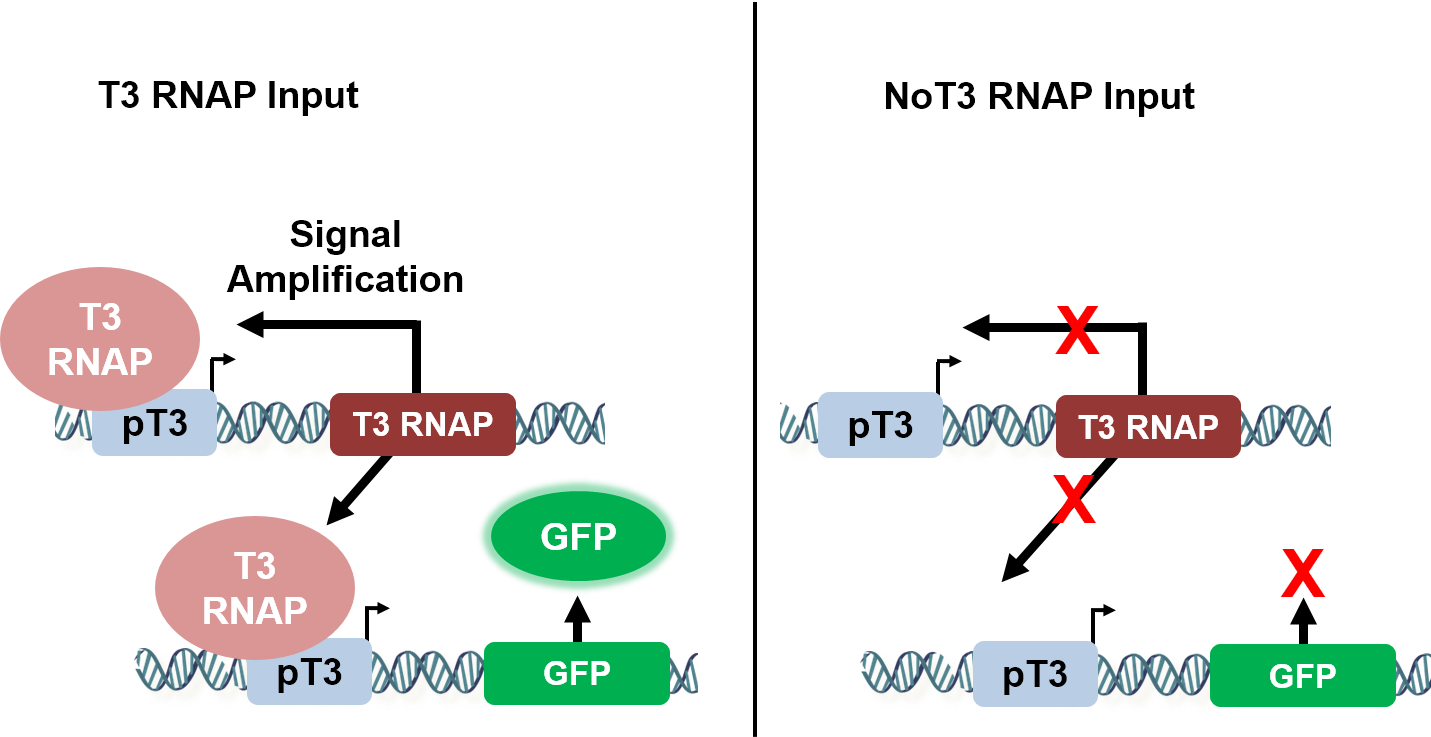 T3 RNAP Input
Signal
Amplification
T3
RNAP
pT3
T3 RNAP
T3
RNAP
GFP
pT3
GFP
NoT3 RNAP Input
X
pT3
T3 RNAP
X
X
pT3
GFP